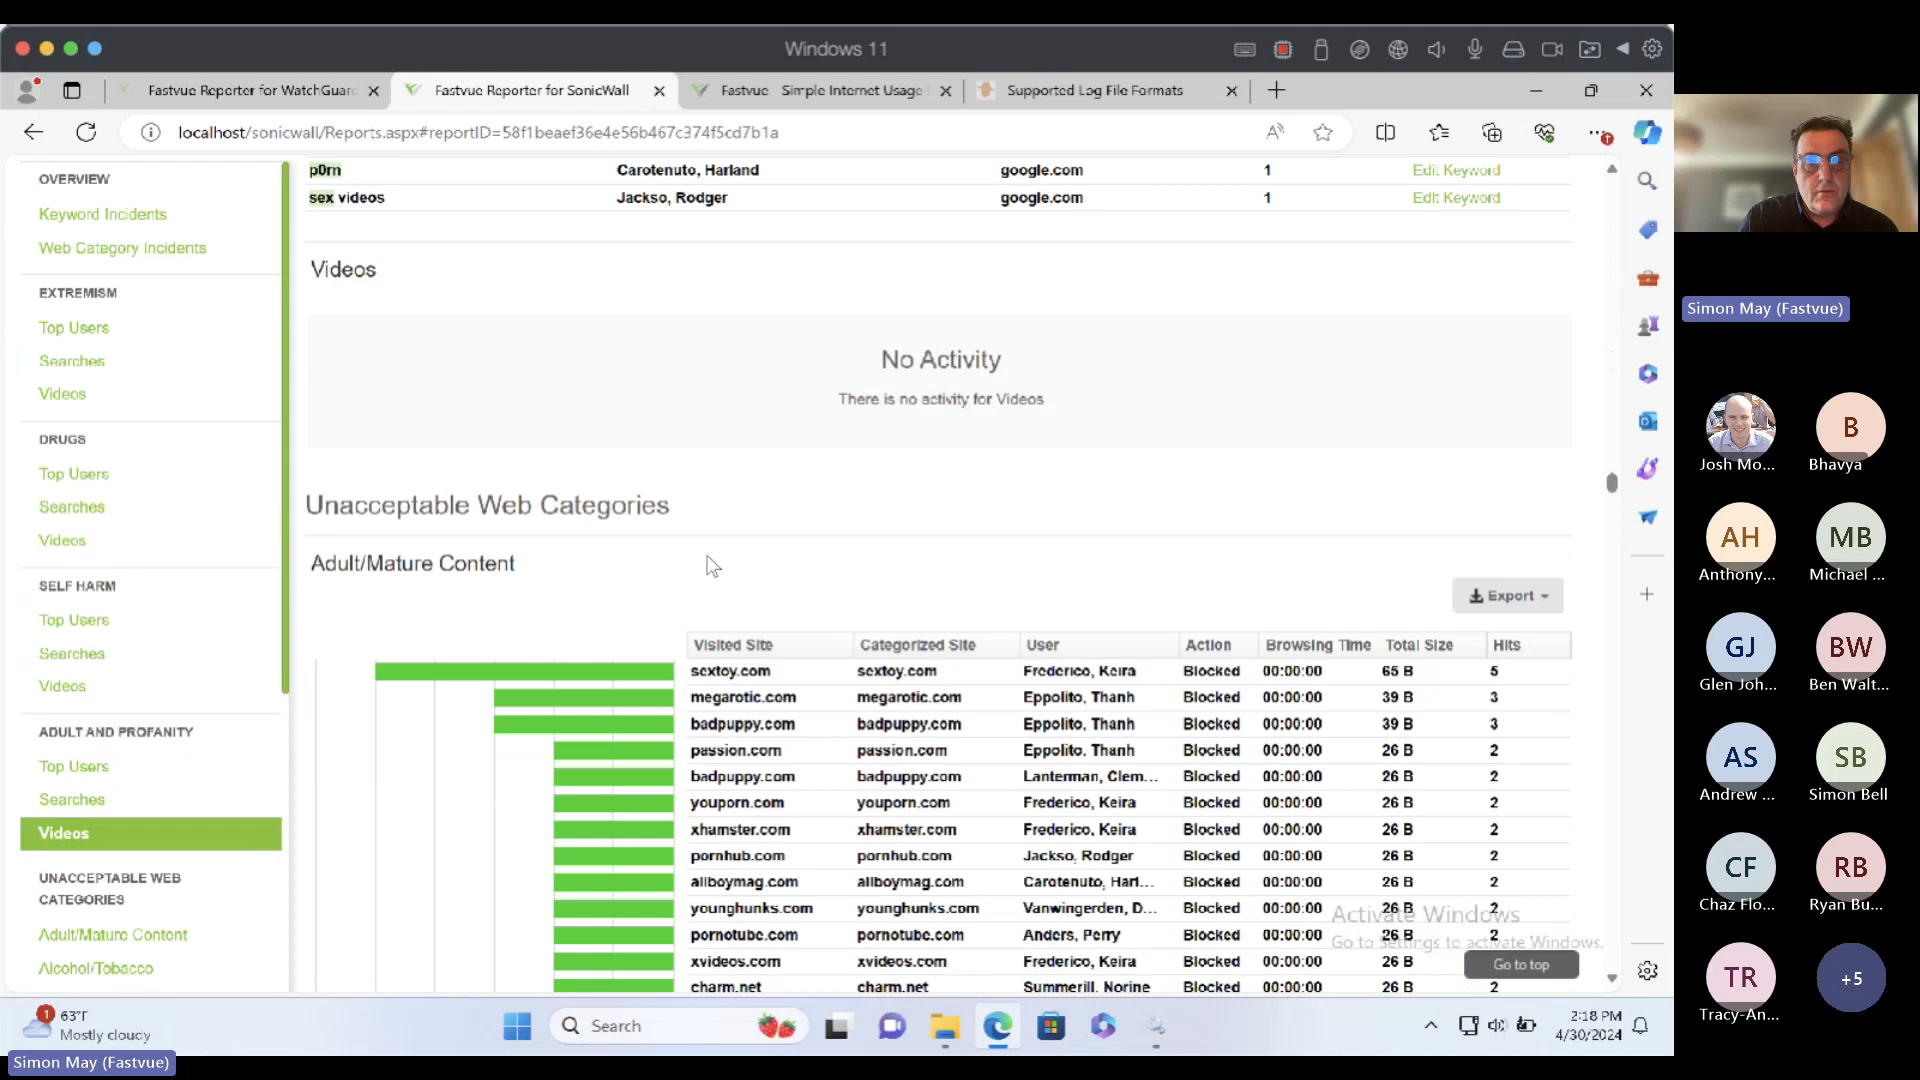 Windows 11
Fastvue Reporter for WatchGuar
Fastvue Reporter for SonicWall
Fastvue Simple Internet Usage
Supported Log File Formats
localhost/sonicwall/Reports.aspx#reportID=58f1beaef36e4e56b467c374f5cd7b1a
OVERVIEW
Keyword Incidents
Web Category Incidents
EXTREMISM
Top Users
Searches
Videos
DRUGS
Top Users
Searches
Videos
SELF HARM
Top Users
Searches
Videos
ADULT AND PROFANITY
Top Users
Searches
Videos
UNACCEPTABLE WEB
CATEGORIES
Adult/Mature Content
Alcohol/Tobacco
p0rn Carotenuto, Harland google.com 1 Edit Keyword
sex videos Jackso, Rodger google.com 1 Edit Keyword
Videos
No Activity
There is no activity for Videos
Unacceptable Web Categories
Adult/Mature Content
Export
Visited Site Categorized Site User Action Browsing Time Total Size Hits
sextoy.com sextoy.com Frederico, Keira Blocked 00:00:00 65 B 5
megarotic.com megarotic.com Eppolito, Thanh Blocked 00:00:00 39 B 3
badpuppy.com badpuppy.com Eppolito, Thanh Blocked 00:00:00 39 B 3
passion.com passion.com Eppolito, Thanh Blocked 00:00:00 26 B 2
badpuppy.com badpuppy.com Lanterman, Clem... Blocked 00:00:00 26 B 2
youporn.com youporn.com Frederico, Keira Blocked 00:00:00 26 B 2
xhamster.com xhamster.com Frederico, Keira Blocked 00:00:00 26 B 2
pornhub.com pornhub.com Jackso, Rodger Blocked 00:00:00 26 B 2
allboymag.com allboymag.com Carotenuto, Harl... Blocked 00:00:00 26 B 2
younghunks.com younghunks.com Vanwingerden, D... Blocked 00:00:00 26 B 2
pornotube.com pornotube.com Anders, Perry Blocked 00:00:00 26 B 2
xvideos.com xvideos.com Frederico, Keira Blocked 00:00:00 26 B
charm.net charm.net Summerill, Norine Blocked 00:00:00 26 B 2
Activate Windows
Go to Settings to activate Windows.
Go to top
1
63°F
Mostly cloudy
Search
2:18 PM
4/30/2024
Simon May (Fastvue)
Simon May (Fastvue)
Josh Mo...
B
Bhavya
AH
Anthony...
MB
Michael ...
GJ
Glen Joh...
BW
Ben Walt...
AS
Andrew ...
SB
Simon Bell
CF
Chaz Flo...
RB
Ryan Bu...
TR
Tracy-An...
+5